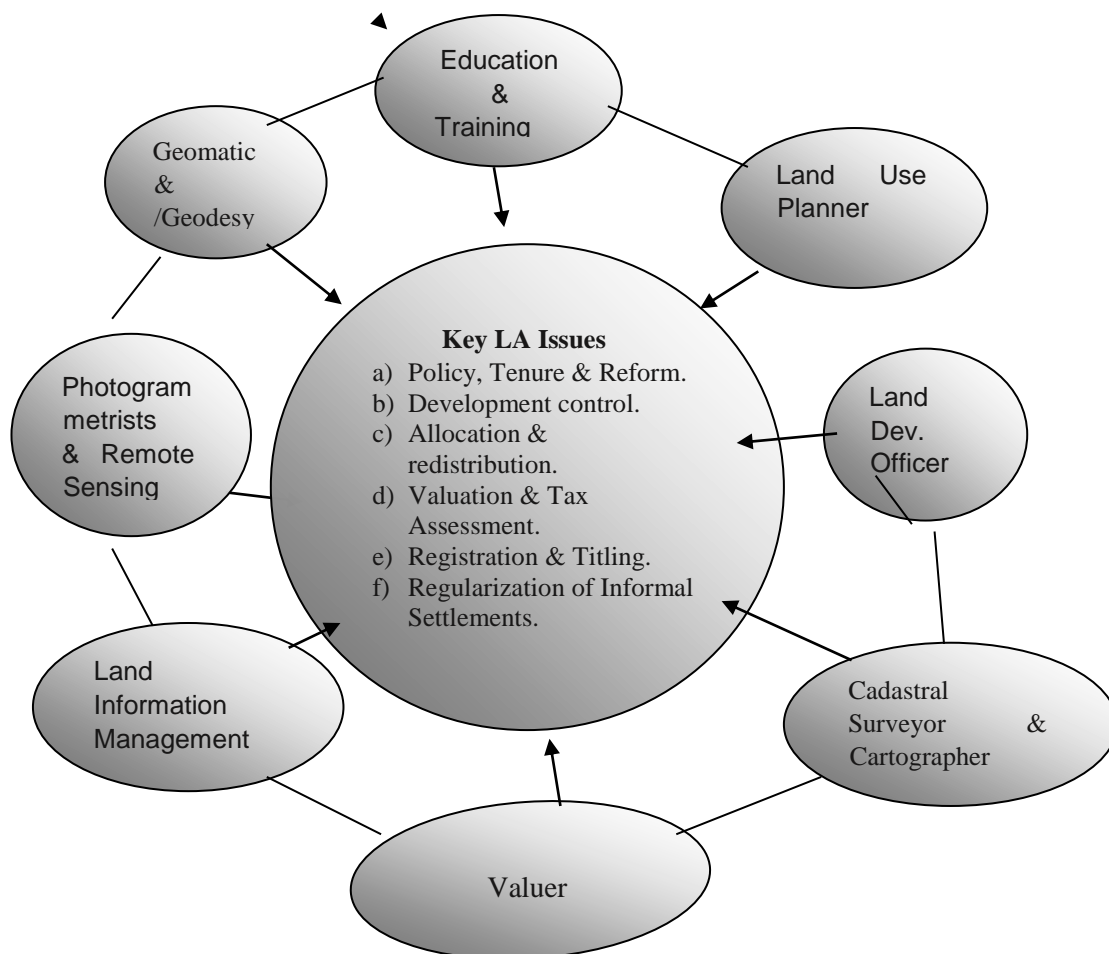 Education
&
Training
Geomatic
&
/Geodesy
Land Use
Planner
Key LA Issues
a) Policy, Tenure & Reform.
b) Development control.
c) Allocation &
redistribution.
d) Valuation & Tax
Assessment.
e) Registration & Titling.
f) Regularization of Informal
Settlements.
Photogram
metrists
& Remote
Sensing
Land
Dev.
Officer
Land
Information
Management
Cadastral
Surveyor &
Cartographer
Valuer